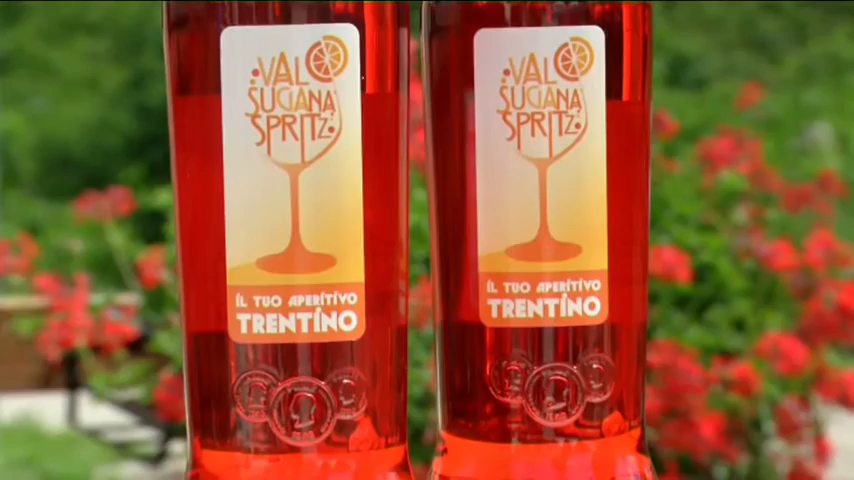 VAL
SUGANA
SPRITZ
IL TUO APERITIVO
TRENTINO
VAL
SUGANA
SPRITZ
IL TUO APERITIVO
TRENTINO